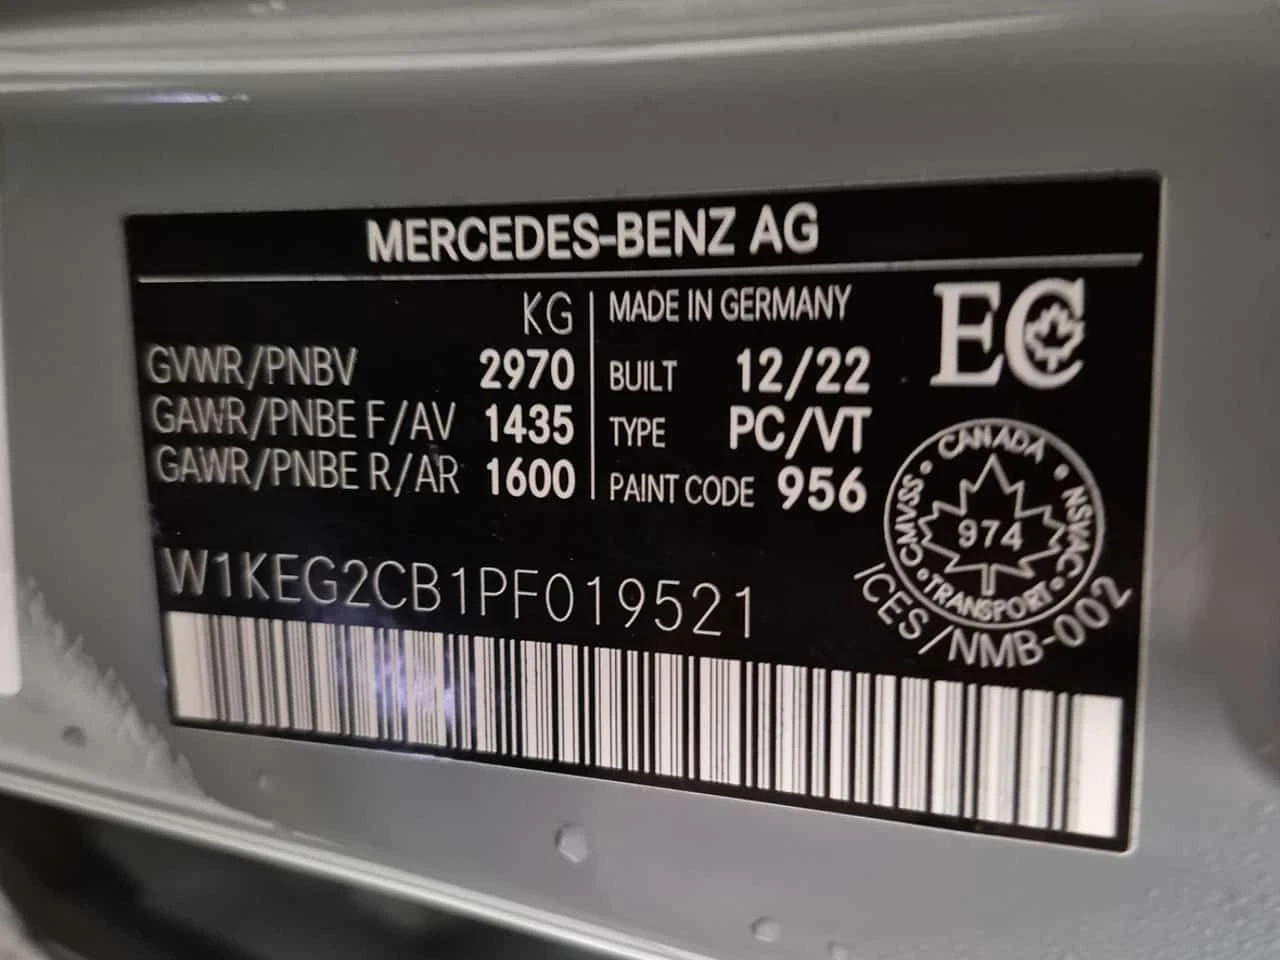 MERCEDES-BENZ AG
KG
GVWR/PNBV 2970
GAWR/PNBE F/AV 1435
GAWR/PNBE R/AR 1600
MADE IN GERMANY
BUILT 12/22
TYPE PC/VT
PAINT CODE 956
EC
CANADA
CMVSS • NSVAC
974
TRANSPORT
ICES/NMB-002
W1KEG2CB1PF019521